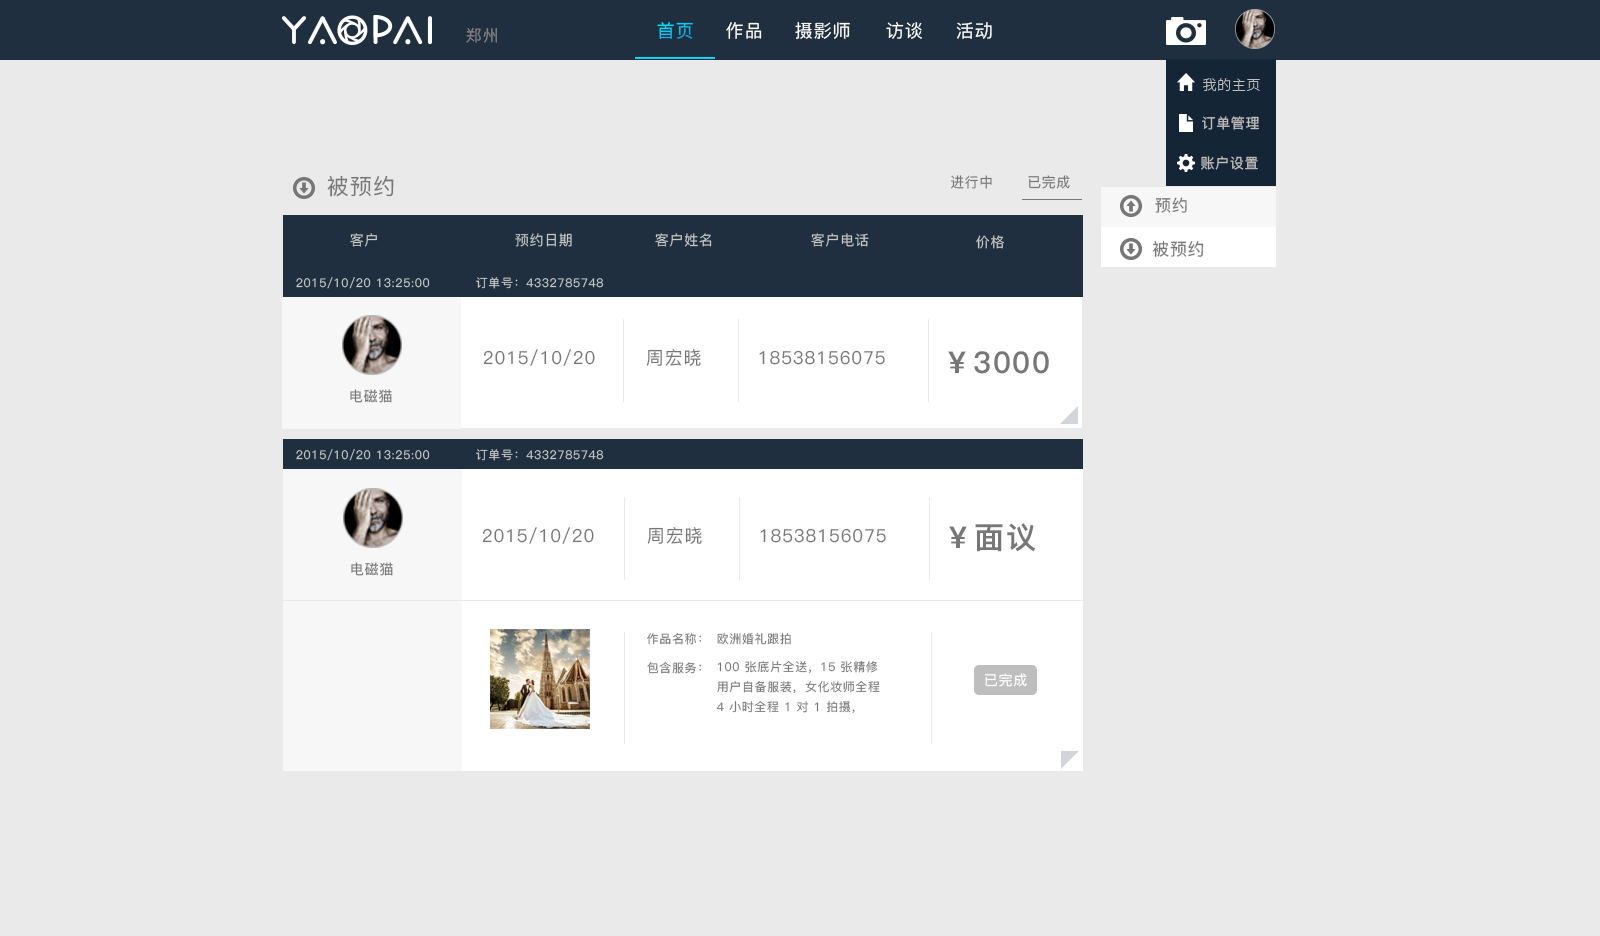 YAOPAI 郑州 首页 作品 摄影师 访谈 活动
我的主页
订单管理
账户设置
被预约 进行中 已完成
预约
被预约
客户 预约日期 客户姓名 客户电话 价格
2015/10/20 13:25:00 订单号：4332785748
电磁猫 2015/10/20 周宏晓 18538156075 ¥3000
2015/10/20 13:25:00 订单号：4332785748
电磁猫 2015/10/20 周宏晓 18538156075 ¥面议
作品名称： 欧洲婚礼跟拍
包含服务： 100 张底片全送，15 张精修
用户自备服装，女化妆师全程
4 小时全程 1 对 1 拍摄，
已完成